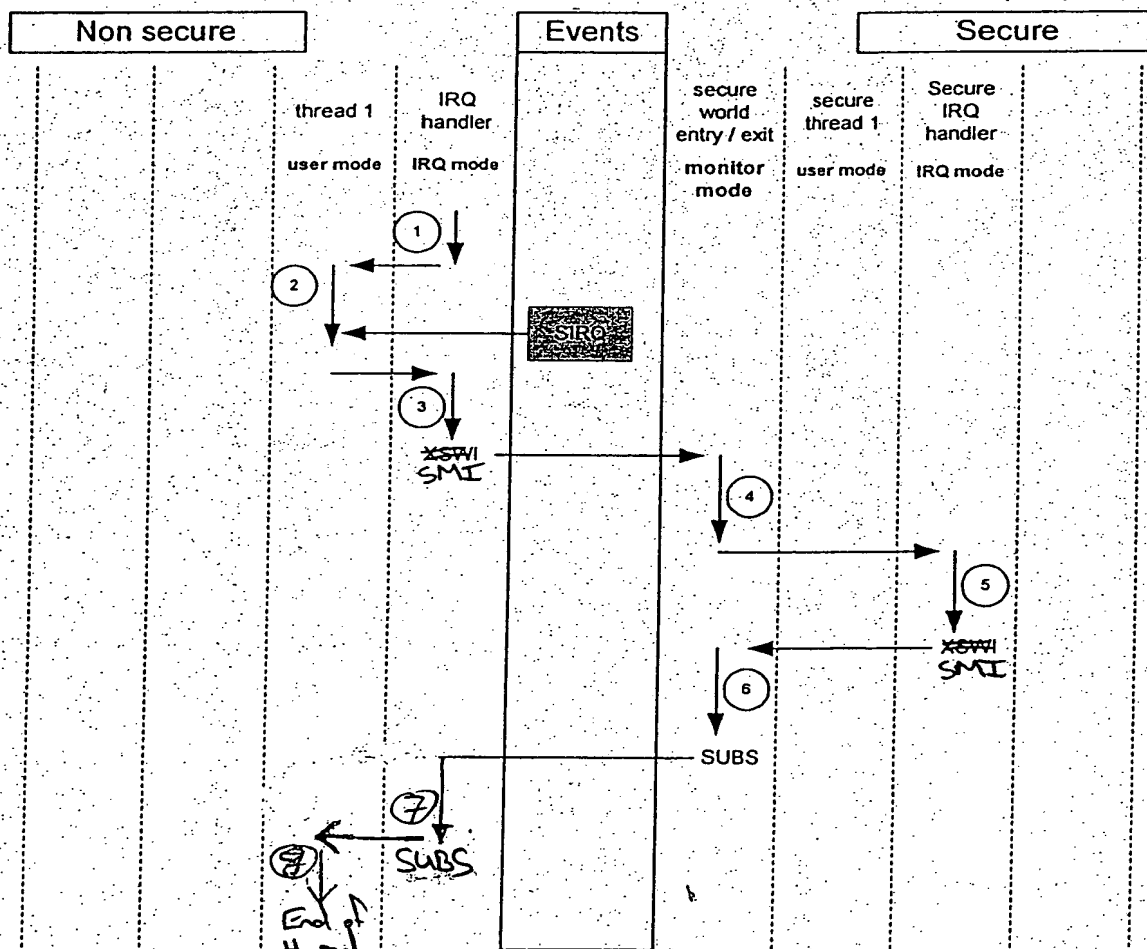 Non secure
Events
Secure
thread 1
user mode
IRQ
handler
IRQ mode
secure
world
entry / exit
monitor
mode
secure
thread 1
user mode
Secure
IRQ
handler
IRQ mode
1
2
SIRQ
3
XSWI
SMI
4
5
XSWI
SMI
6
SUBS
7
SUBS
8
End of